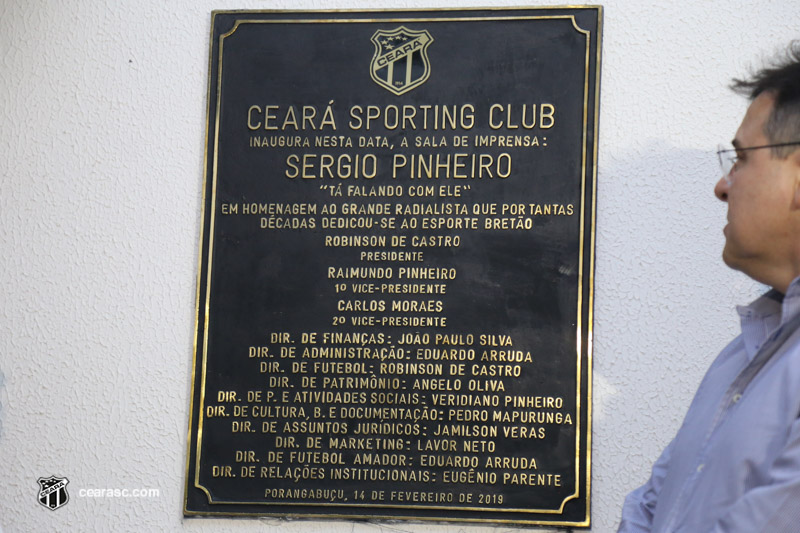 CEARÁ
1914
CEARÁ SPORTING CLUB
INAUGURA NESTA DATA, A SALA DE IMPRENSA:
SERGIO PINHEIRO
"TÁ FALANDO COM ELE"
EM HOMENAGEM AO GRANDE RADIALISTA QUE POR TANTAS
DÉCADAS DEDICOU-SE AO ESPORTE BRETÃO
ROBINSON DE CASTRO
PRESIDENTE
RAIMUNDO PINHEIRO
1º VICE-PRESIDENTE
CARLOS MORAES
2º VICE-PRESIDENTE
DIR. DE FINANÇAS: JOÃO PAULO SILVA
DIR. DE ADMINISTRAÇÃO: EDUARDO ARRUDA
DIR. DE FUTEBOL: ROBINSON DE CASTRO
DIR. DE PATRIMÔNIO: ANGELO OLIVA
DIR. DE P. E ATIVIDADES SOCIAIS: VERIDIANO PINHEIRO
DIR. DE CULTURA, B. E DOCUMENTAÇÃO: PEDRO MAPURUNGA
DIR. DE ASSUNTOS JURÍDICOS: JAMILSON VERAS
DIR. DE MARKETING: LAVOR NETO
DIR. DE FUTEBOL AMADOR: EDUARDO ARRUDA
DIR. DE RELAÇÕES INSTITUCIONAIS: EUGÊNIO PARENTE
PORANGABUÇU, 14 DE FEVEREIRO DE 2019
CEARÁ
cearasc.com